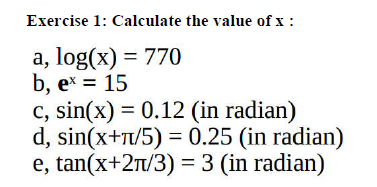 Exercise 1: Calculate the value of x :
a, log(x) = 770
b, eˣ = 15
c, sin(x) = 0.12 (in radian)
d, sin(x+π/5) = 0.25 (in radian)
e, tan(x+2π/3) = 3 (in radian)